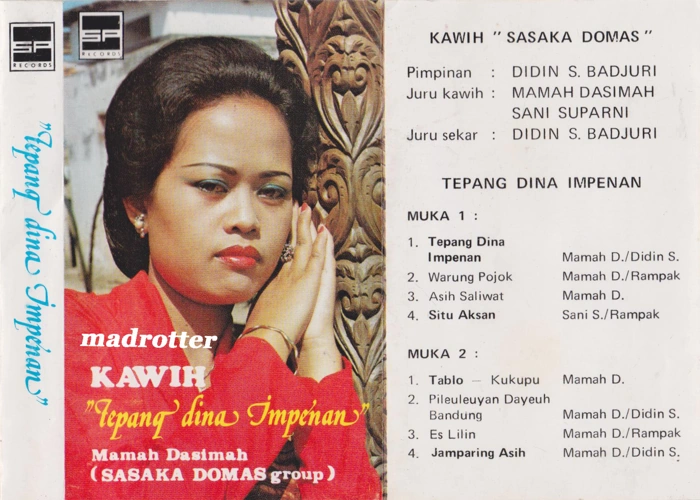 SA
RECORDS
SA
RECORDS
"Tepang dina Impenan"
madrotter
KAWIH
"Tepang dina Impenan"
Mamah Dasimah
(SASAKA DOMAS group)
KAWIH " SASAKA DOMAS "
Pimpinan : DIDIN S. BADJURI
Juru kawih : MAMAH DASIMAH
SANI SUPARNI
Juru sekar : DIDIN S. BADJURI
TEPANG DINA IMPENAN
MUKA 1 :
1. Tepang Dina
Impenan Mamah D./Didin S.
2. Warung Pojok Mamah D./Rampak
3. Asih Saliwat Mamah D.
4. Situ Aksan Sani S./Rampak
MUKA 2 :
1. Tablo – Kukupu Mamah D.
2. Pileuleuyan Dayeuh
Bandung Mamah D./Didin S.
3. Es Lilin Mamah D./Rampak
4. Jamparing Asih Mamah D./Didin S.